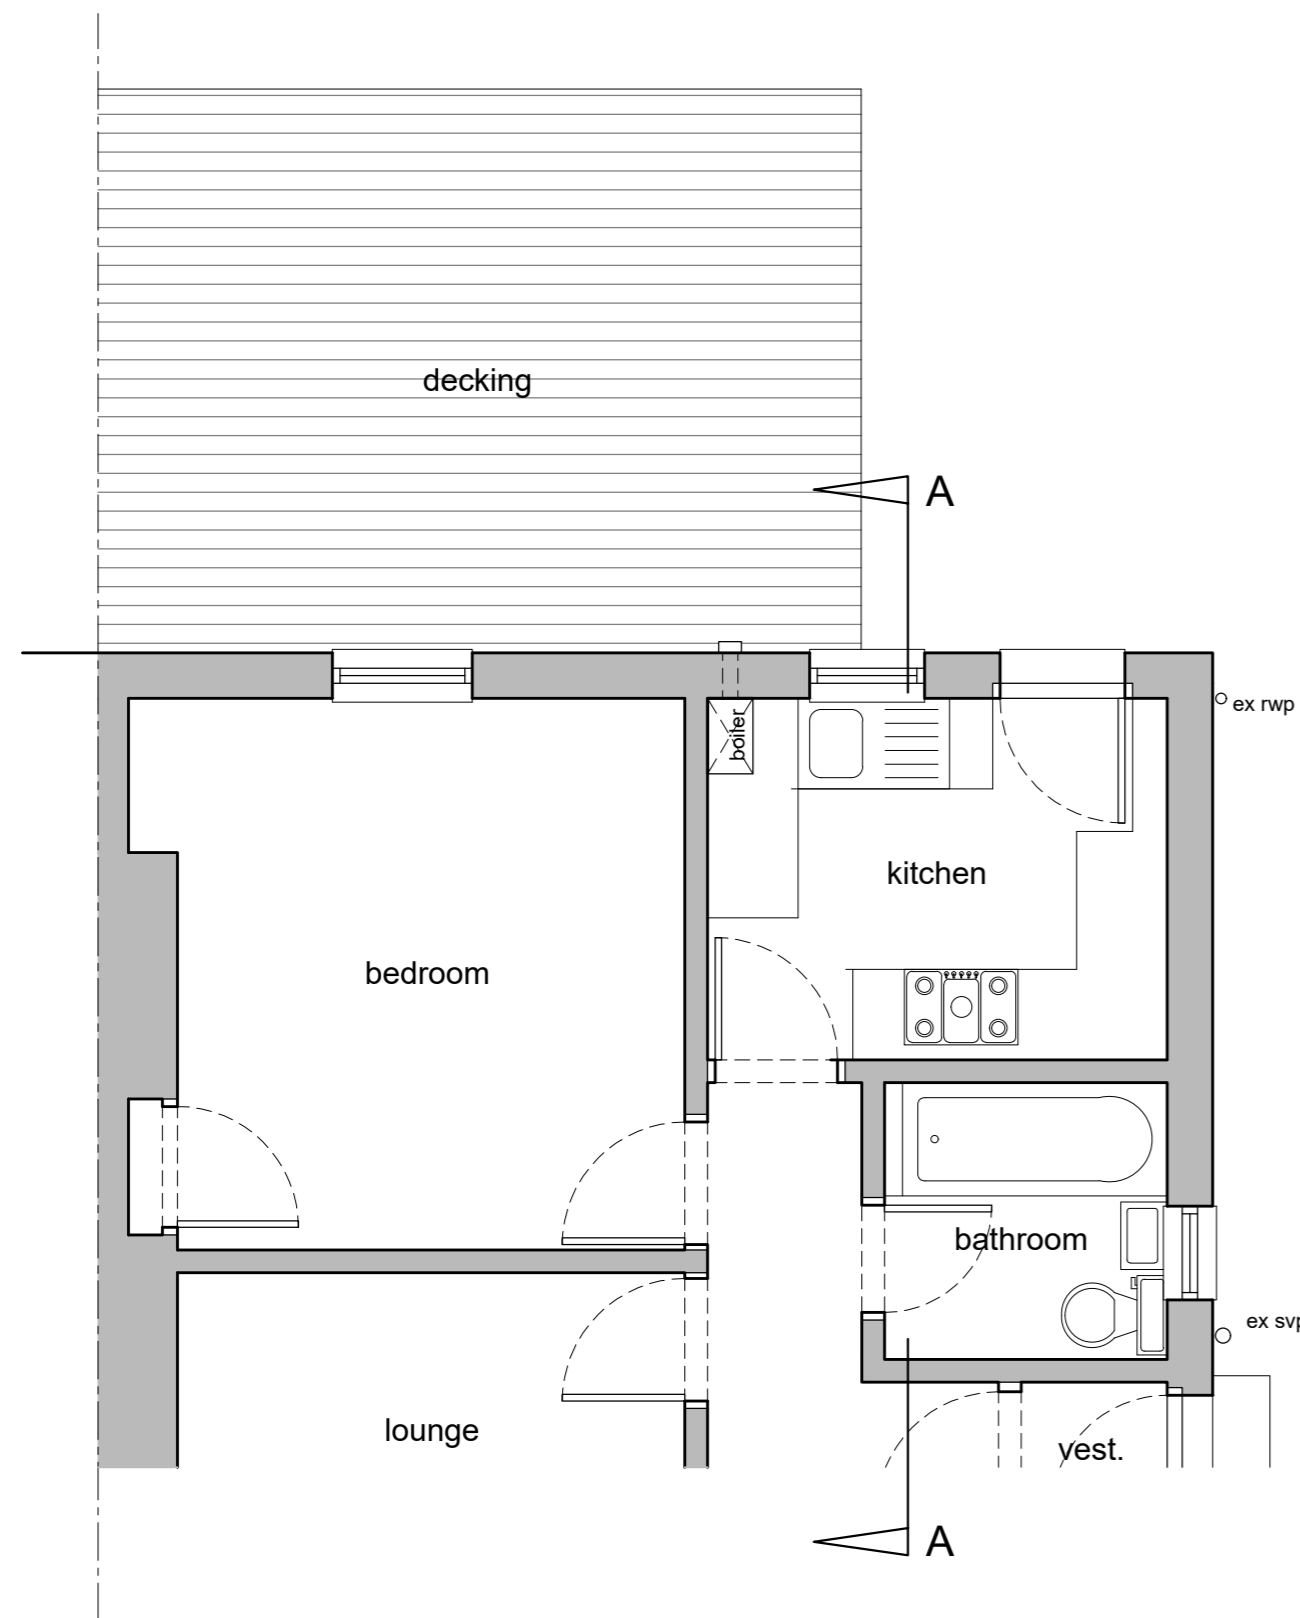 decking
A
ex rwp
boiler
kitchen
bedroom
bathroom
ex svp
lounge
vest.
A